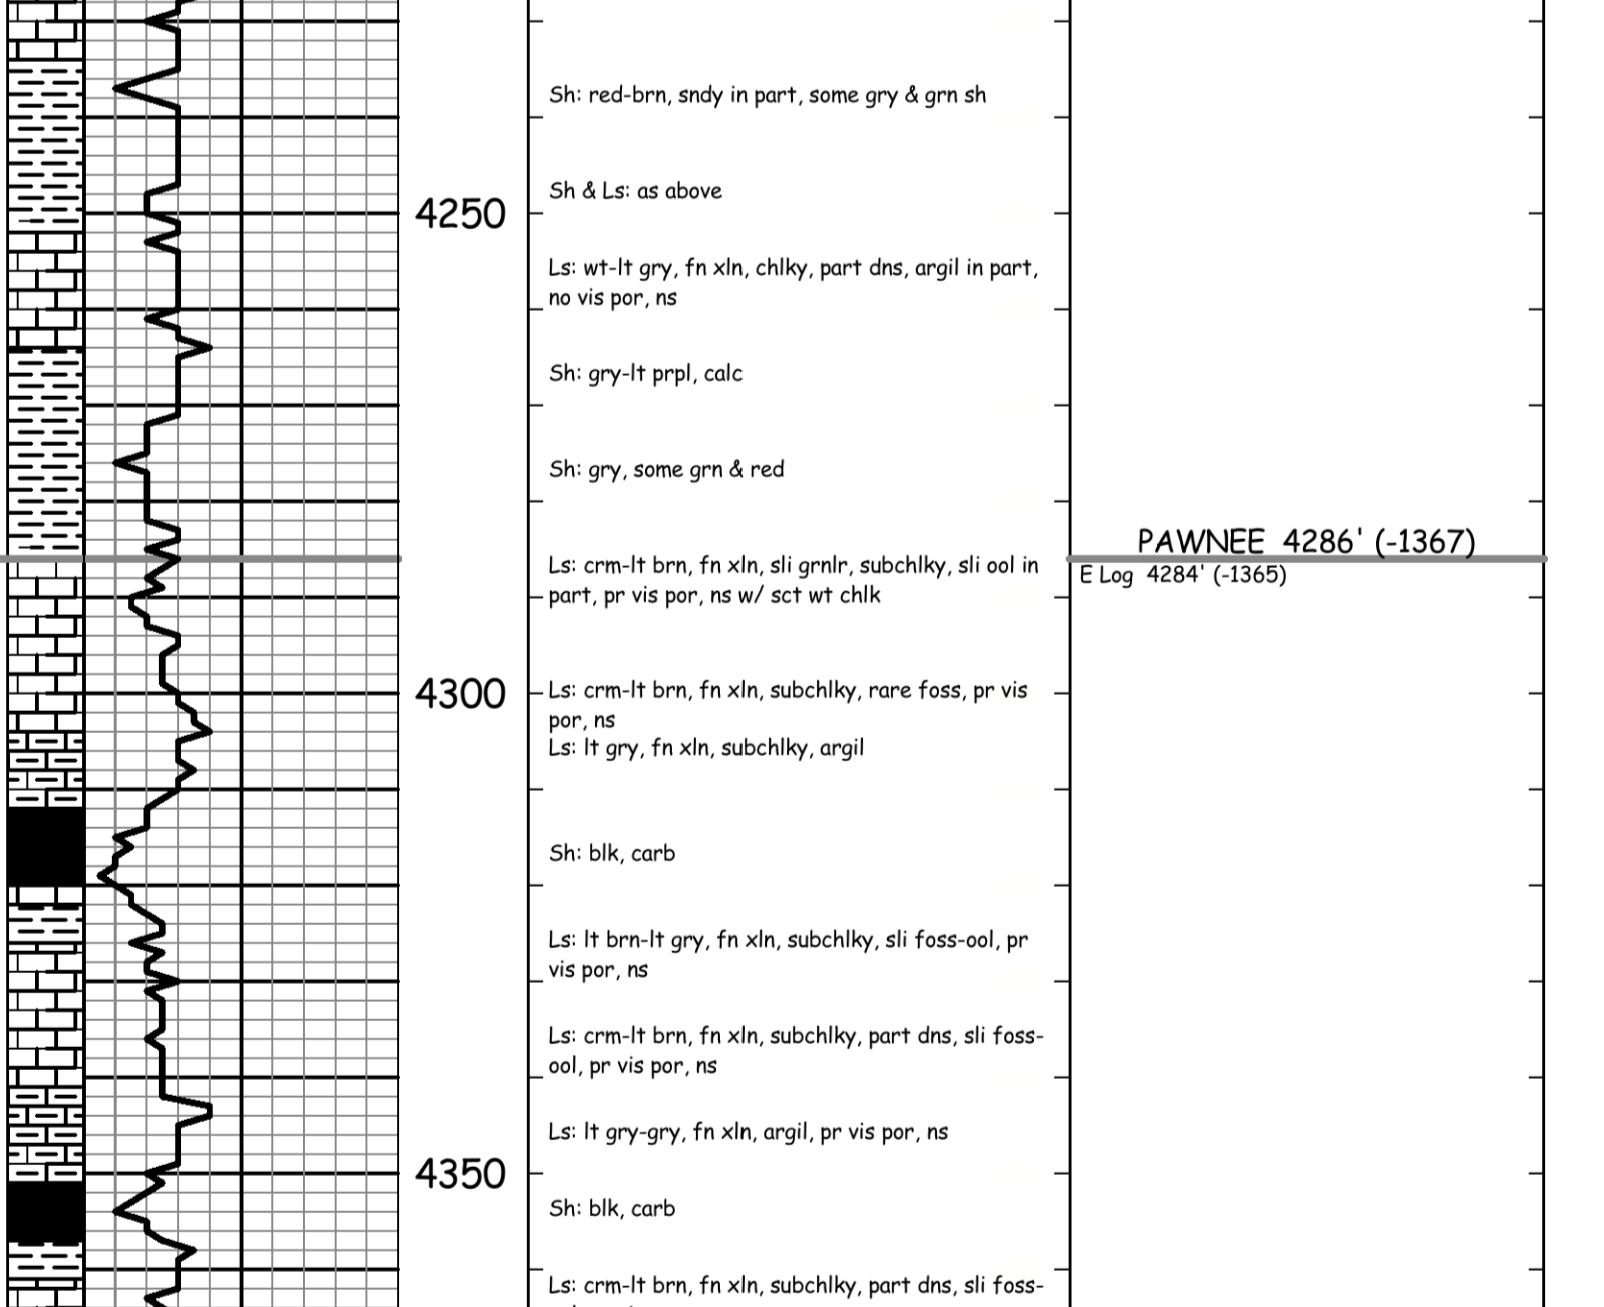 Sh: red-brn, sndy in part, some gry & grn sh
Sh & Ls: as above
4250
Ls: wt-lt gry, fn xln, chlky, part dns, argil in part,
no vis por, ns
Sh: gry-lt prpl, calc
Sh: gry, some grn & red
PAWNEE 4286' (-1367)
E Log 4284' (-1365)
Ls: crm-lt brn, fn xln, sli grnlr, subchlky, sli ool in
part, pr vis por, ns w/ sct wt chlk
4300
Ls: crm-lt brn, fn xln, subchlky, rare foss, pr vis
por, ns
Ls: lt gry, fn xln, subchlky, argil
Sh: blk, carb
Ls: lt brn-lt gry, fn xln, subchlky, sli foss-ool, pr
vis por, ns
Ls: crm-lt brn, fn xln, subchlky, part dns, sli foss-
ool, pr vis por, ns
Ls: lt gry-gry, fn xln, argil, pr vis por, ns
4350
Sh: blk, carb
Ls: crm-lt brn, fn xln, subchlky, part dns, sli foss-